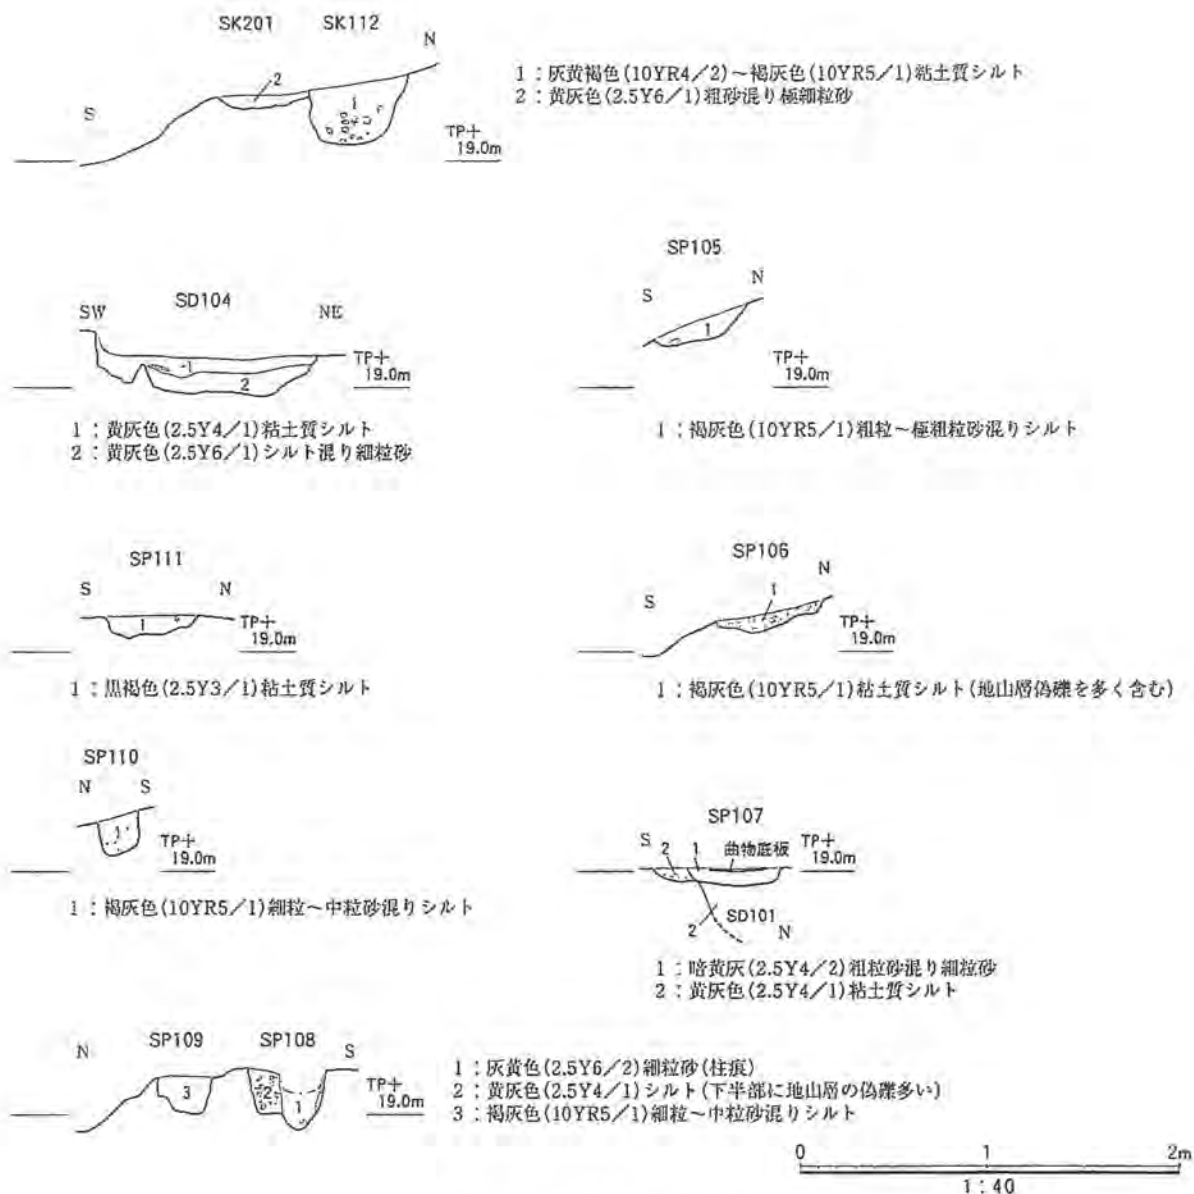 SK201 SK112
N
S
2
1
TP+
19.0m
1：灰黄褐色(10YR4／2)～褐灰色(10YR5／1)粘土質シルト
2：黄灰色(2.5Y6／1)粗砂混り極細粒砂
SD104
SW NE
1
2
TP+
19.0m
1：黄灰色(2.5Y4／1)粘土質シルト
2：黄灰色(2.5Y6／1)シルト混り細粒砂
SP105
N
S
1
TP+
19.0m
1：褐灰色(10YR5／1)粗粒～極粗粒砂混りシルト
SP111
S N
1
TP+
19.0m
1：黒褐色(2.5Y3／1)粘土質シルト
SP106
N
S
1
TP+
19.0m
1：褐灰色(10YR5／1)粘土質シルト(地山層偽礫を多く含む)
SP110
N S
1
TP+
19.0m
1：褐灰色(10YR5／1)細粒～中粒砂混りシルト
SP107
S 2 1 曲物底板 TP+
19.0m
SD101
2 N
1：暗黄灰(2.5Y4／2)粗粒砂混り細粒砂
2：黄灰色(2.5Y4／1)粘土質シルト
SP109 SP108
N S
3 2 1
TP+
19.0m
1：灰黄色(2.5Y6／2)細粒砂(柱痕)
2：黄灰色(2.5Y4／1)シルト(下半部に地山層の偽礫多い)
3：褐灰色(10YR5／1)細粒～中粒砂混りシルト
0 1 2m
1：40